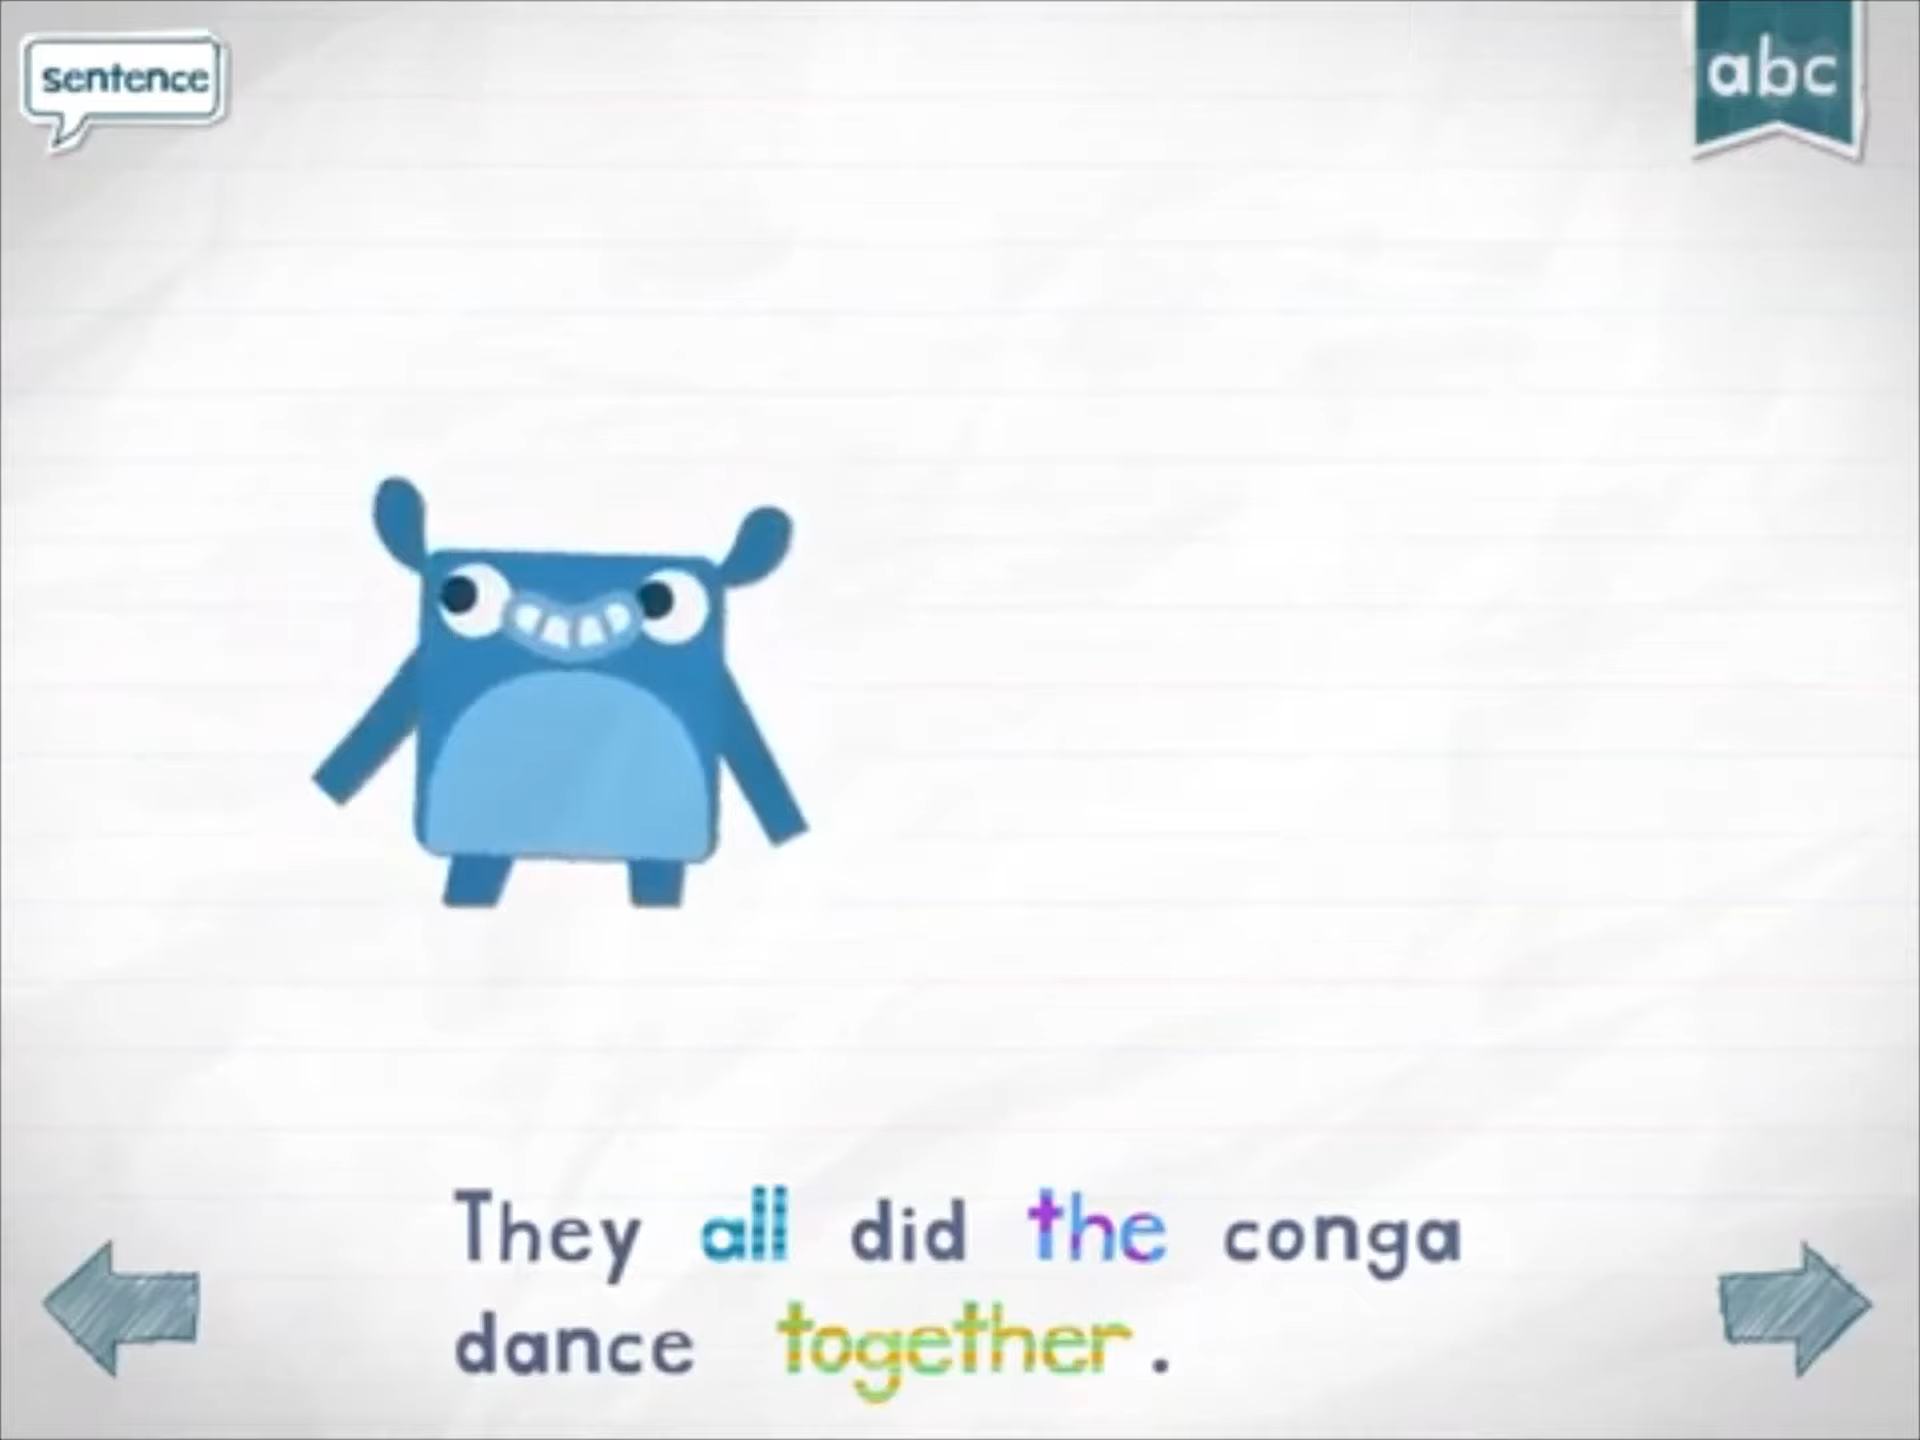 sentence
abc
They all did the conga
dance together.